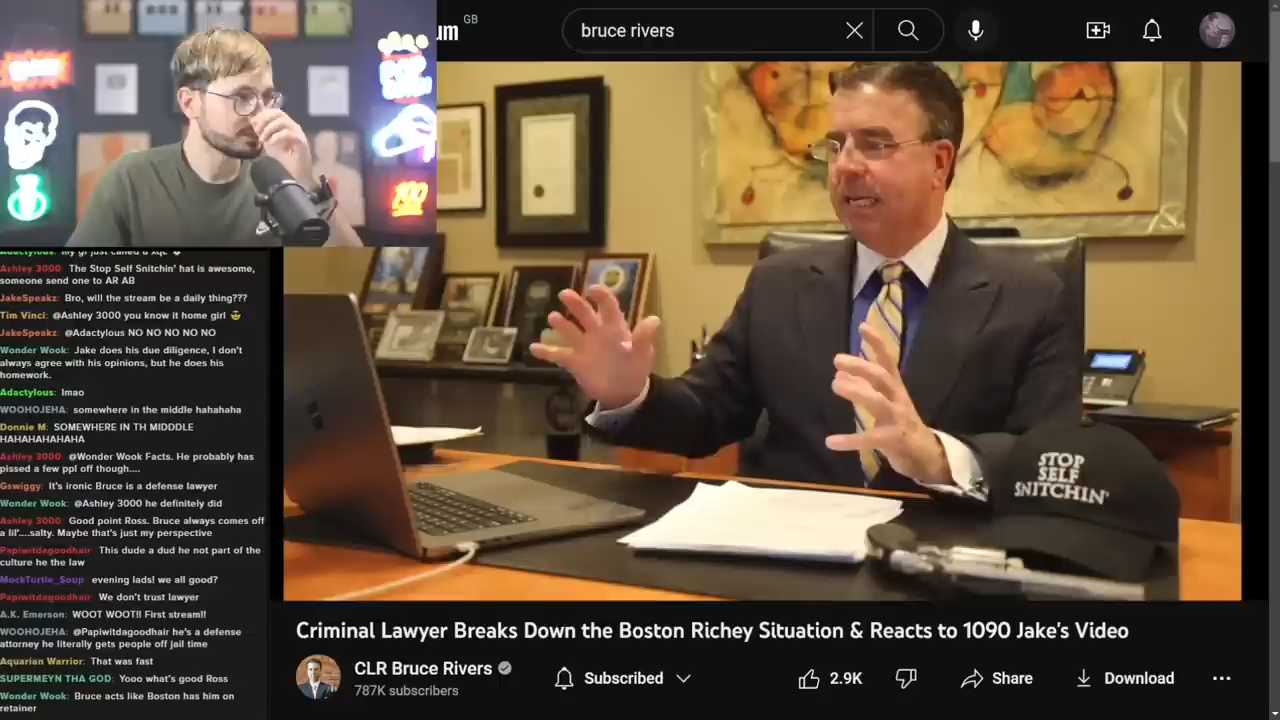 um GB
bruce rivers
100
Adactylous: my gf just called u xqc
Ashley 3000 The Stop Self Snitchin' hat is awesome,
someone send one to AR AB
JakeSpeakz: Bro, will the stream be a daily thing???
Tim Vinci: @Ashley 3000 you know it home girl 😎
JakeSpeakz: @Adactylous NO NO NO NO NO
Wonder Wook: Jake does his due diligence, I don't
always agree with his opinions, but he does his
homework.
Adactylous: lmao
WOOHOJEHA: somewhere in the middle hahahaha
Donnie M: SOMEWHERE IN TH MIDDDLE
HAHAHAHAHAHA
Ashley 3000 @Wonder Wook Facts. He probably has
pissed a few ppl off though....
Gswiggy: It's ironic Bruce is a defense lawyer
Wonder Wook: @Ashley 3000 he definitely did
Ashley 3000 Good point Ross. Bruce always comes off
a lil'....salty. Maybe that's just my perspective
Papiwitdagoodhair This dude a dud he not part of the
culture he the law
MockTurtle_Soup evening lads! we all good?
Papiwitdagoodhair We don't trust lawyer
A.K. Emerson: WOOT WOOT!! First stream!!
WOOHOJEHA: @Papiwitdagoodhair he's a defense
attorney he literally gets people off jail time
Aquarian Warrior: That was fast
SUPERMEYN THA GOD: Yooo what's good Ross
Wonder Wook: Bruce acts like Boston has him on
retainer
STOP
SELF
SNITCHIN'
Criminal Lawyer Breaks Down the Boston Richey Situation & Reacts to 1090 Jake's Video
CLR Bruce Rivers
787K subscribers
Subscribed
2.9K
Share
Download